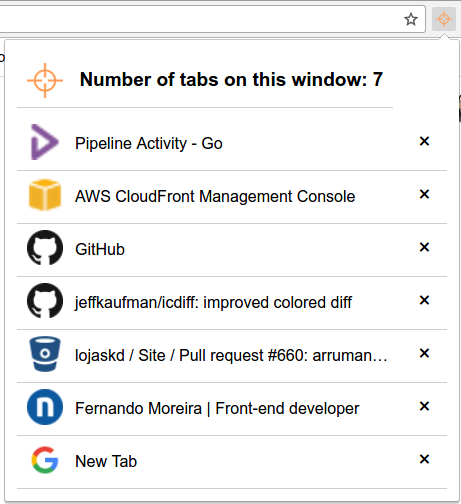 Number of tabs on this window: 7
Pipeline Activity - Go
AWS CloudFront Management Console
GitHub
jeffkaufman/icdiff: improved colored diff
lojaskd / Site / Pull request #660: arruman…
Fernando Moreira | Front-end developer
New Tab